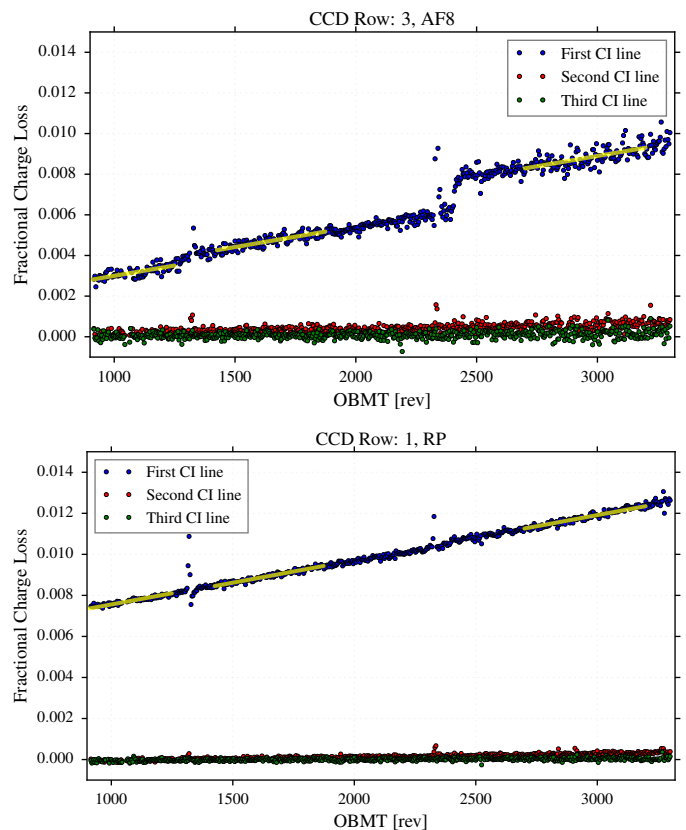 CCD Row: 3, AF8
0.014
0.012
0.010
0.008
0.006
0.004
0.002
0.000
Fractional Charge Loss
First CI line
Second CI line
Third CI line
1000 1500 2000 2500 3000
OBMT [rev]
CCD Row: 1, RP
0.014
0.012
0.010
0.008
0.006
0.004
0.002
0.000
Fractional Charge Loss
First CI line
Second CI line
Third CI line
1000 1500 2000 2500 3000
OBMT [rev]